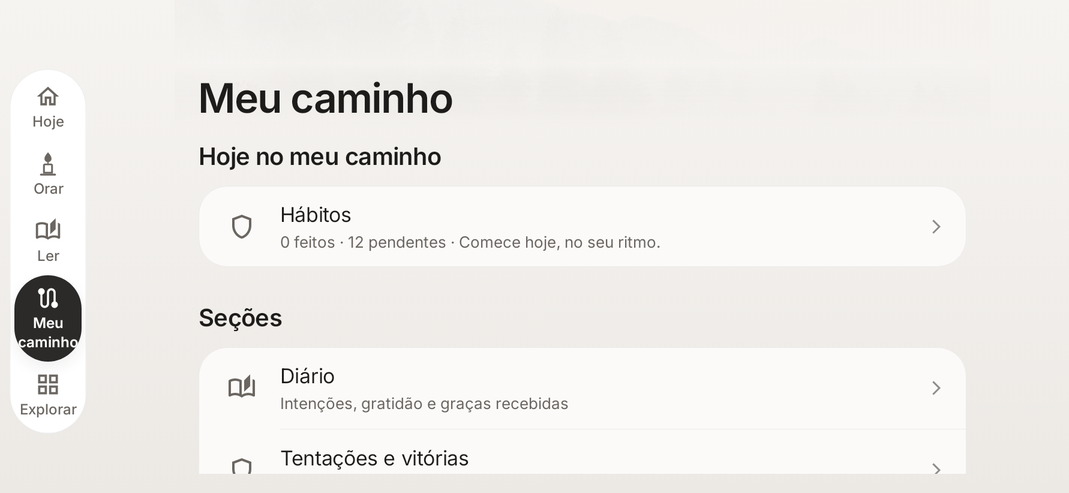 Hoje
Orar
Ler
Meu
caminho
Explorar
Meu caminho
Hoje no meu caminho
Hábitos
0 feitos · 12 pendentes · Comece hoje, no seu ritmo.
Seções
Diário
Intenções, gratidão e graças recebidas
Tentações e vitórias